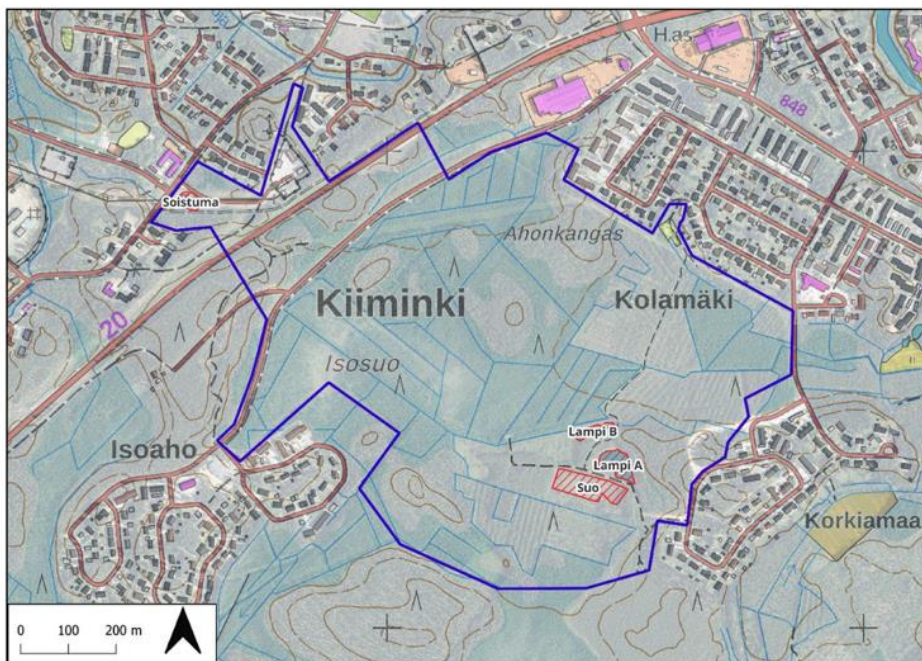 H.as.
848
Soistuma
Ahonkangas
Kiiminki
Kolamäki
20
Isosuo
Lampi B
Isoaho
Lampi A
Suo
Korkiamaa
0 100 200 m